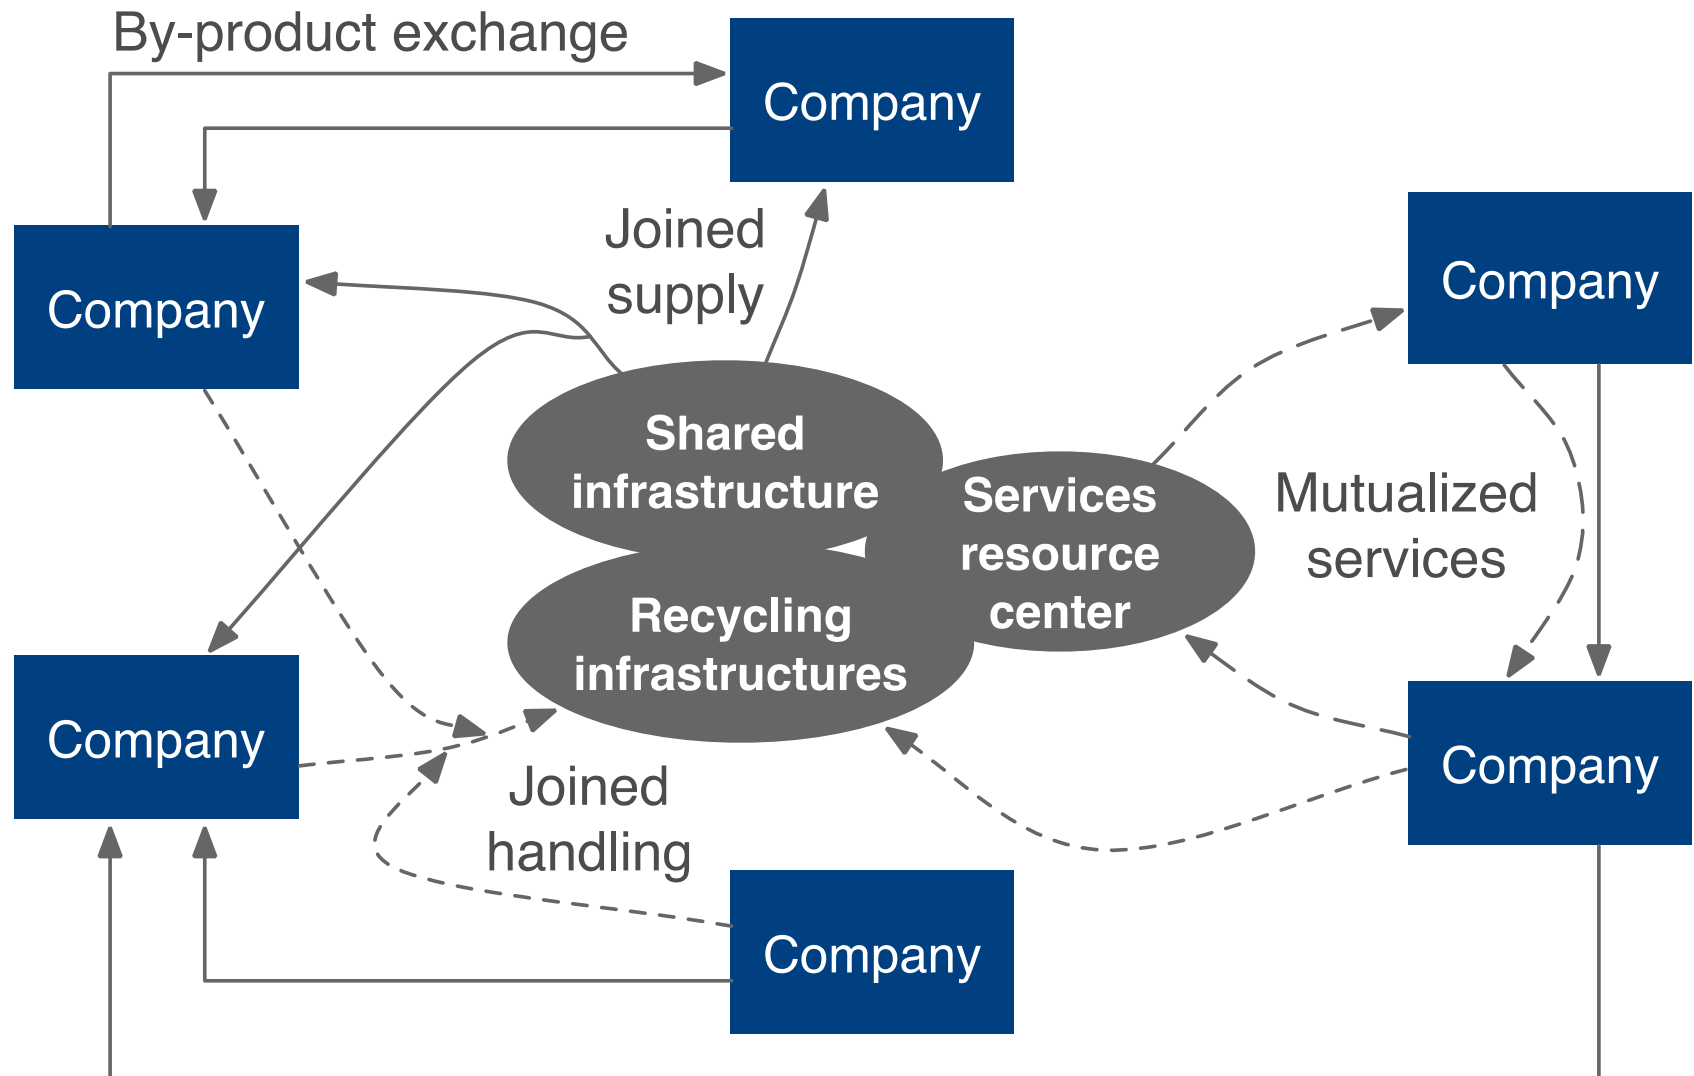 By-product exchange
Company
Joined
supply
Company
Company
Shared
infrastructure
Services
resource
center
Mutualized
services
Recycling
infrastructures
Company
Joined
handling
Company
Company